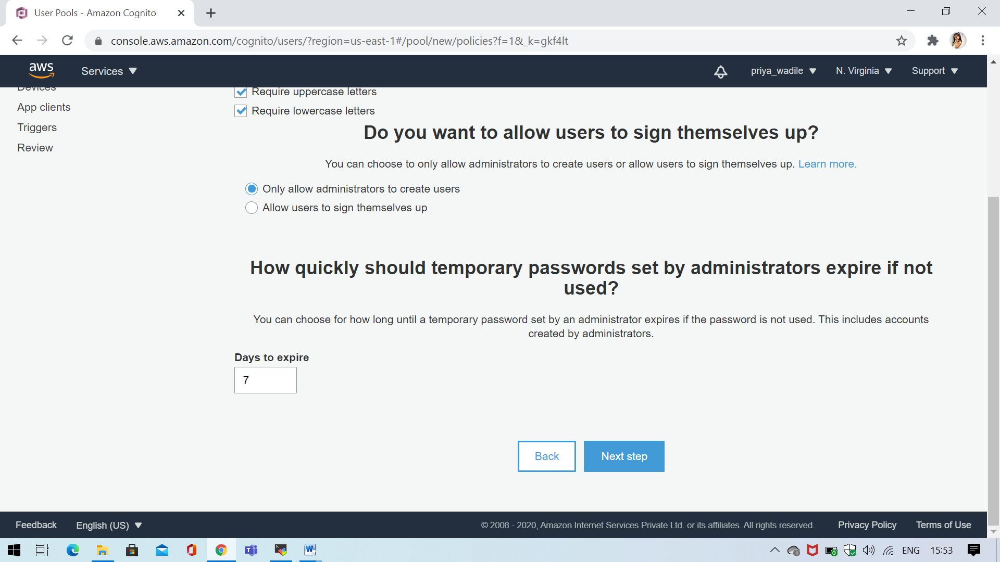 User Pools - Amazon Cognito
console.aws.amazon.com/cognito/users/?region=us-east-1#/pool/new/policies?f=1&_k=gkf4lt
aws
Services
priya_wadile
N. Virginia
Support
Devices
App clients
Triggers
Review
Require uppercase letters
Require lowercase letters
Do you want to allow users to sign themselves up?
You can choose to only allow administrators to create users or allow users to sign themselves up. Learn more.
Only allow administrators to create users
Allow users to sign themselves up
How quickly should temporary passwords set by administrators expire if not
used?
You can choose for how long until a temporary password set by an administrator expires if the password is not used. This includes accounts
created by administrators.
Days to expire
7
Back
Next step
Feedback
English (US)
© 2008 - 2020, Amazon Internet Services Private Ltd. or its affiliates. All rights reserved.
Privacy Policy
Terms of Use
ENG
15:53